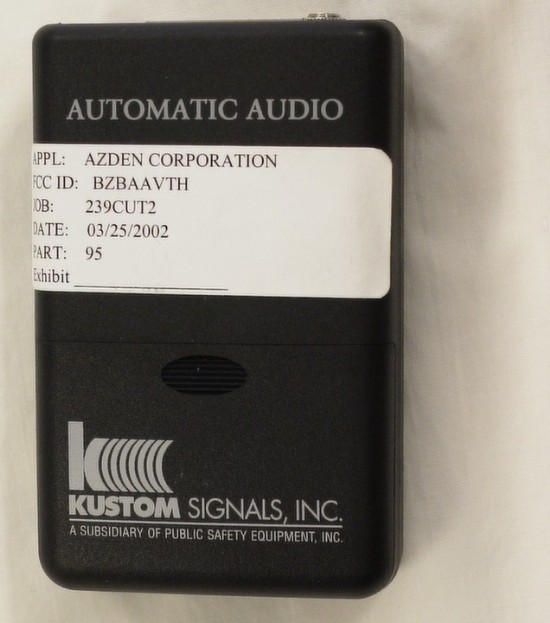 AUTOMATIC AUDIO
APPL: AZDEN CORPORATION
FCC ID: BZBAAVTH
JOB: 239CUT2
DATE: 03/25/2002
PART: 95
Exhibit
KUSTOM SIGNALS, INC.
A SUBSIDIARY OF PUBLIC SAFETY EQUIPMENT, INC.